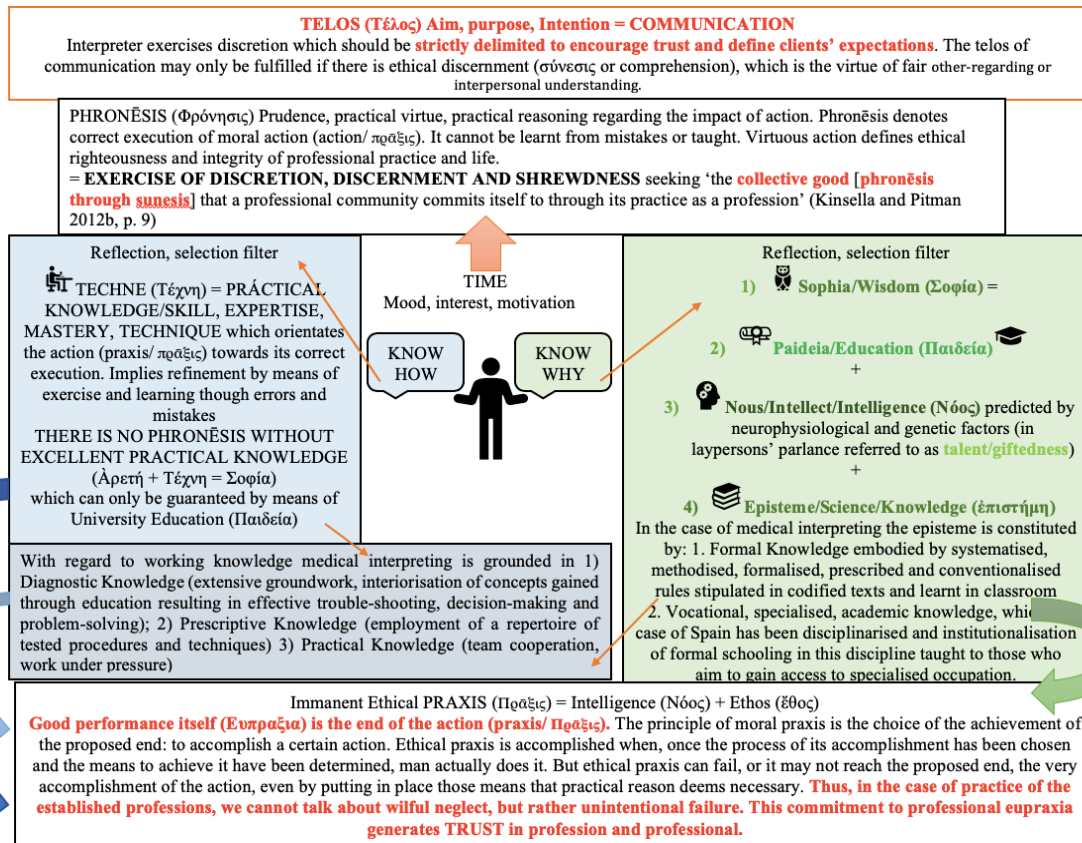 TELOS (Τέλος) Aim, purpose, Intention = COMMUNICATION
Interpreter exercises discretion which should be strictly delimited to encourage trust and define clients' expectations. The telos of
communication may only be fulfilled if there is ethical discernment (σύνεσις or comprehension), which is the virtue of fair other-regarding or
interpersonal understanding.
PHRONĒSIS (Φρόνησις) Prudence, practical virtue, practical reasoning regarding the impact of action. Phronēsis denotes
correct execution of moral action (action/ πρᾶξις). It cannot be learnt from mistakes or taught. Virtuous action defines ethical
righteousness and integrity of professional practice and life.
= EXERCISE OF DISCRETION, DISCERNMENT AND SHREWDNESS seeking 'the collective good [phronēsis
through sunesis] that a professional community commits itself to through its practice as a profession' (Kinsella and Pitman
2012b, p. 9)
Reflection, selection filter
TECHNE (Τέχνη) = PRÁCTICAL
KNOWLEDGE/SKILL, EXPERTISE,
MASTERY, TECHNIQUE which orientates
the action (praxis/ πρᾶξις) towards its correct
execution. Implies refinement by means of
exercise and learning though errors and
mistakes
THERE IS NO PHRONĒSIS WITHOUT
EXCELLENT PRACTICAL KNOWLEDGE
(Ἀρετή + Τέχνη = Σοφία)
which can only be guaranteed by means of
University Education (Παιδεία)
TIME
Mood, interest, motivation
KNOW
HOW
KNOW
WHY
Reflection, selection filter
1) Sophia/Wisdom (Σοφία) =
2) Paideia/Education (Παιδεία)
+
3) Nous/Intellect/Intelligence (Νόος) predicted by
neurophysiological and genetic factors (in
laypersons' parlance referred to as talent/giftedness)
+
4) Episteme/Science/Knowledge (ἐπιστήμη)
In the case of medical interpreting the episteme is constituted
by: 1. Formal Knowledge embodied by systematised,
methodised, formalised, prescribed and conventionalised
rules stipulated in codified texts and learnt in classroom
2. Vocational, specialised, academic knowledge,
case of Spain has been disciplinarised and institutionalisation
of formal schooling in this discipline taught to those who
aim to gain access to specialised occupation.
With regard to working knowledge medical interpreting is grounded in 1)
Diagnostic Knowledge (extensive groundwork, interiorisation of concepts gained
through education resulting in effective trouble-shooting, decision-making and
problem-solving); 2) Prescriptive Knowledge (employment of a repertoire of
tested procedures and techniques) 3) Practical Knowledge (team cooperation,
work under pressure)
Immanent Ethical PRAXIS (Πρᾶξις) = Intelligence (Νόος) + Ethos (ἔθος)
Good performance itself (Ευπραξια) is the end of the action (praxis/ Πρᾶξις). The principle of moral praxis is the choice of the achievement of
the proposed end: to accomplish a certain action. Ethical praxis is accomplished when, once the process of its accomplishment has been chosen
and the means to achieve it have been determined, man actually does it. But ethical praxis can fail, or it may not reach the proposed end, the very
accomplishment of the action, even by putting in place those means that practical reason deems necessary. Thus, in the case of practice of the
established professions, we cannot talk about wilful neglect, but rather unintentional failure. This commitment to professional eupraxia
generates TRUST in profession and professional.